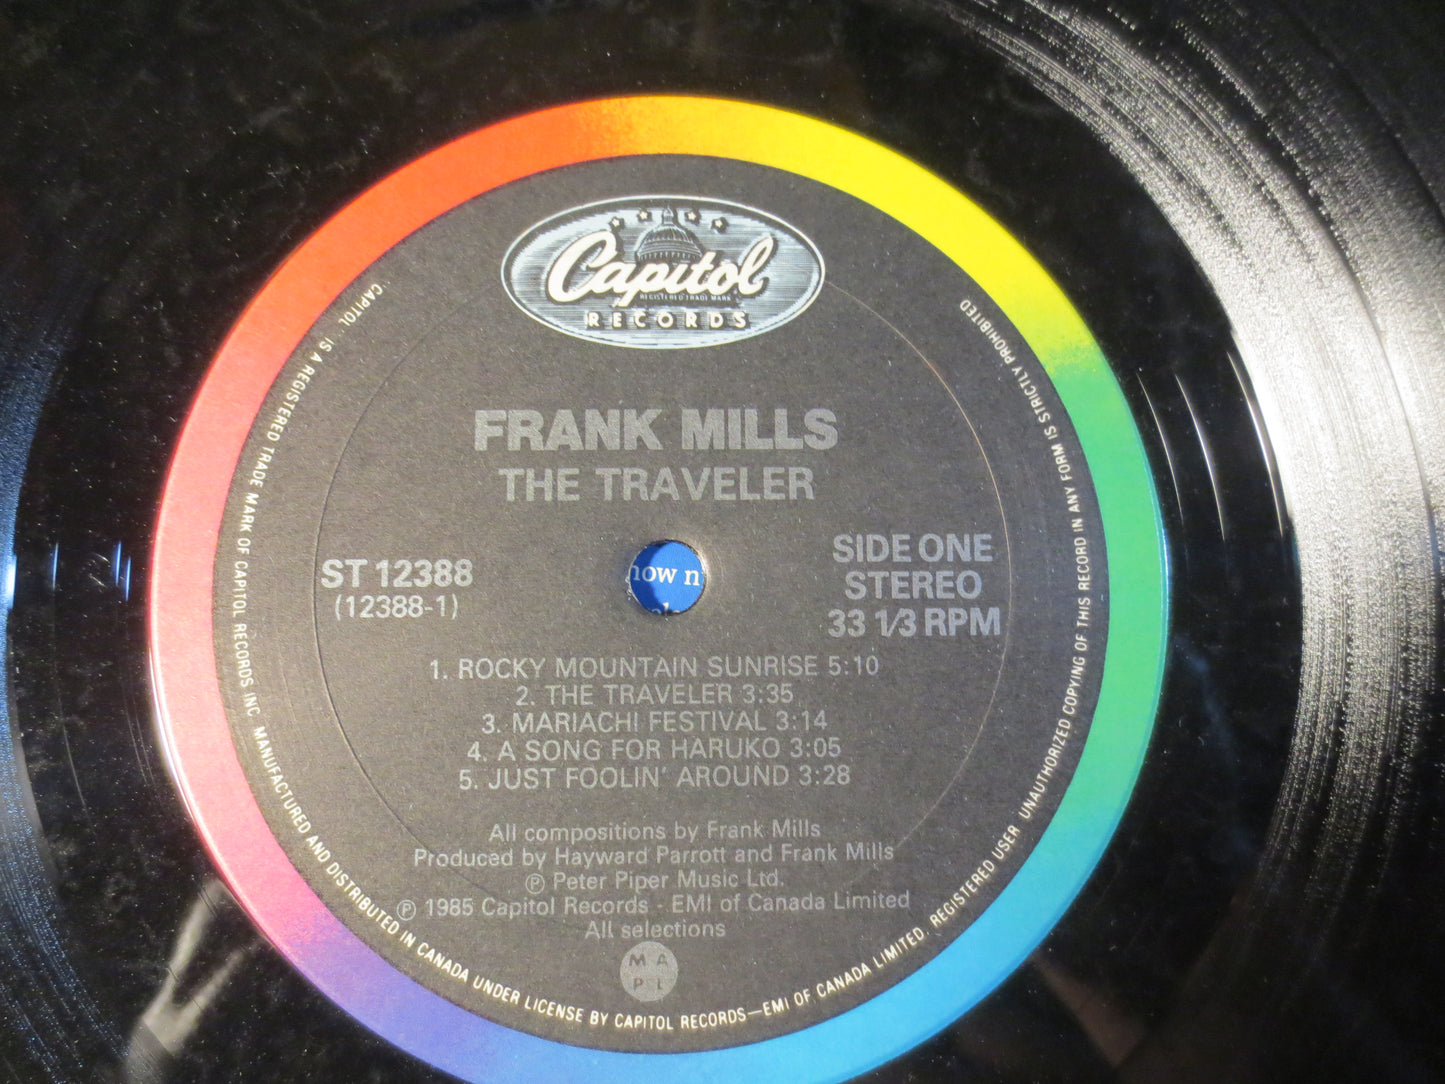 Capitol
REGISTERED TRADE MARK
RECORDS
FRANK MILLS
THE TRAVELER
ST 12388
(12388-1)
SIDE ONE
STEREO
33 1/3 RPM
how n
1. ROCKY MOUNTAIN SUNRISE 5:10
2. THE TRAVELER 3:35
3. MARIACHI FESTIVAL 3:14
4. A SONG FOR HARUKO 3:05
5. JUST FOOLIN' AROUND 3:28
All compositions by Frank Mills
Produced by Hayward Parrott and Frank Mills
Ⓟ Peter Piper Music Ltd.
Ⓟ 1985 Capitol Records - EMI of Canada Limited
All selections
M A
P L
CAPITOL IS A REGISTERED TRADE MARK OF CAPITOL RECORDS INC. MANUFACTURED AND DISTRIBUTED IN CANADA UNDER LICENSE BY CAPITOL RECORDS—EMI OF CANADA LIMITED. REGISTERED USER UNAUTHORIZED COPYING OF THIS RECORD IN ANY FORM IS STRICTLY PROHIBITED